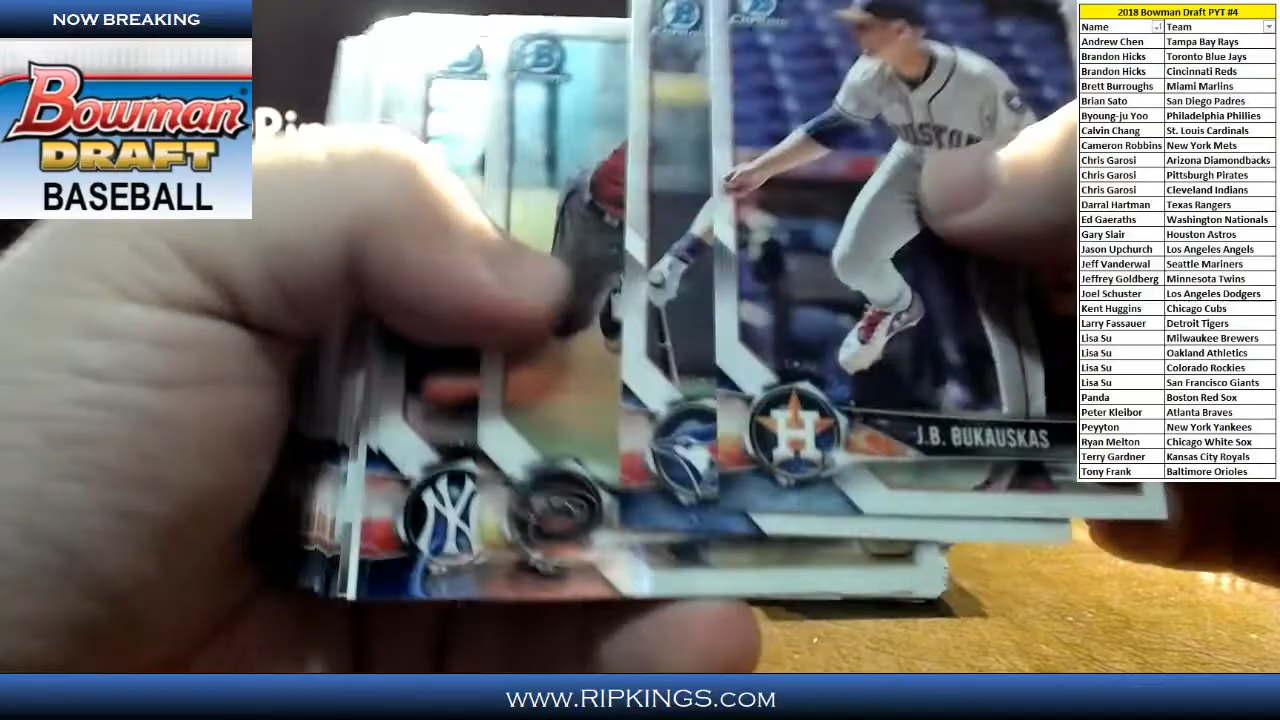 NOW BREAKING
Bowman
DRAFT
BASEBALL
HOUSTON
J.B. BUKAUSKAS
2018 Bowman Draft PYT #4
Name Team
Andrew Chen Tampa Bay Rays
Brandon Hicks Toronto Blue Jays
Brandon Hicks Cincinnati Reds
Brett Burroughs Miami Marlins
Brian Sato San Diego Padres
Byoung-ju Yoo Philadelphia Phillies
Calvin Chang St. Louis Cardinals
Cameron Robbins New York Mets
Chris Garosi Arizona Diamondbacks
Chris Garosi Pittsburgh Pirates
Chris Garosi Cleveland Indians
Darral Hartman Texas Rangers
Ed Gaeraths Washington Nationals
Gary Slair Houston Astros
Jason Upchurch Los Angeles Angels
Jeff Vanderwal Seattle Mariners
Jeffrey Goldberg Minnesota Twins
Joel Schuster Los Angeles Dodgers
Kent Huggins Chicago Cubs
Larry Fassauer Detroit Tigers
Lisa Su Milwaukee Brewers
Lisa Su Oakland Athletics
Lisa Su Colorado Rockies
Lisa Su San Francisco Giants
Panda Boston Red Sox
Peter Kleibor Atlanta Braves
Peyyton New York Yankees
Ryan Melton Chicago White Sox
Terry Gardner Kansas City Royals
Tony Frank Baltimore Orioles
WWW.RIPKINGS.COM